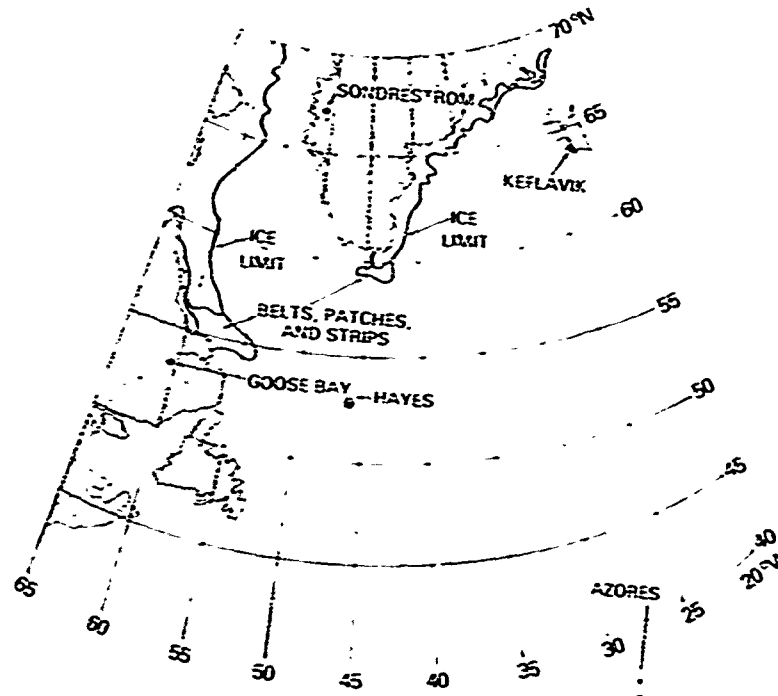 70°N
SONDRESTROM
65
KEFLAVIK
60
ICE
LIMIT
ICE
LIMIT
55
BELTS, PATCHES,
AND STRIPS
GOOSE BAY
HAYES
50
45
40
20°W
AZORES
25
30
35
40
45
50
55
60
65